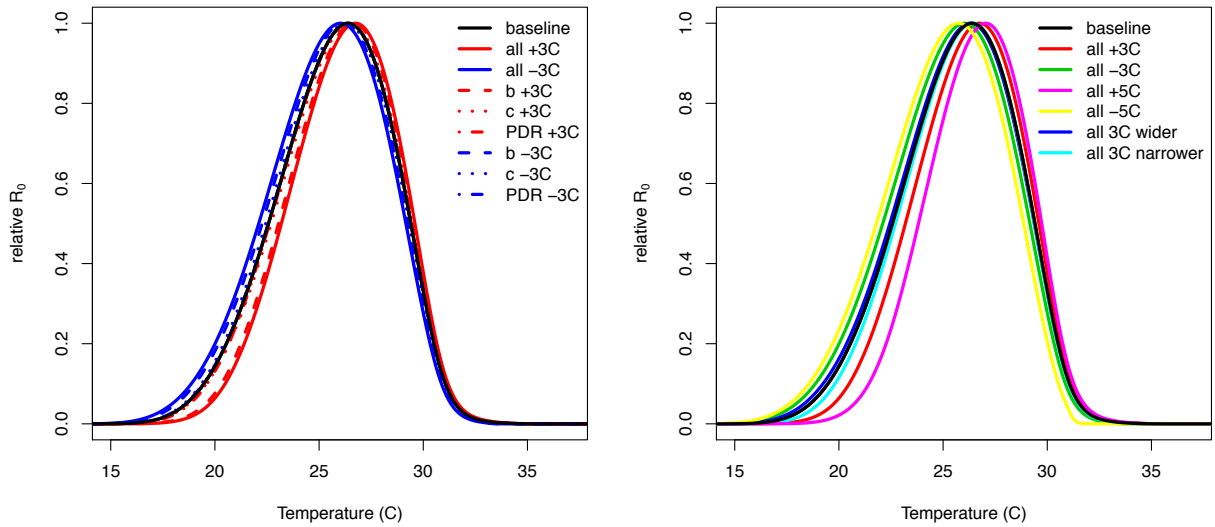 relative R0
1.0
0.8
0.6
0.4
0.2
0.0
15
20
25
30
35
Temperature (C)
baseline
all +3C
all −3C
b +3C
c +3C
PDR +3C
b −3C
c −3C
PDR −3C
relative R0
1.0
0.8
0.6
0.4
0.2
0.0
15
20
25
30
35
Temperature (C)
baseline
all +3C
all −3C
all +5C
all −5C
all 3C wider
all 3C narrower